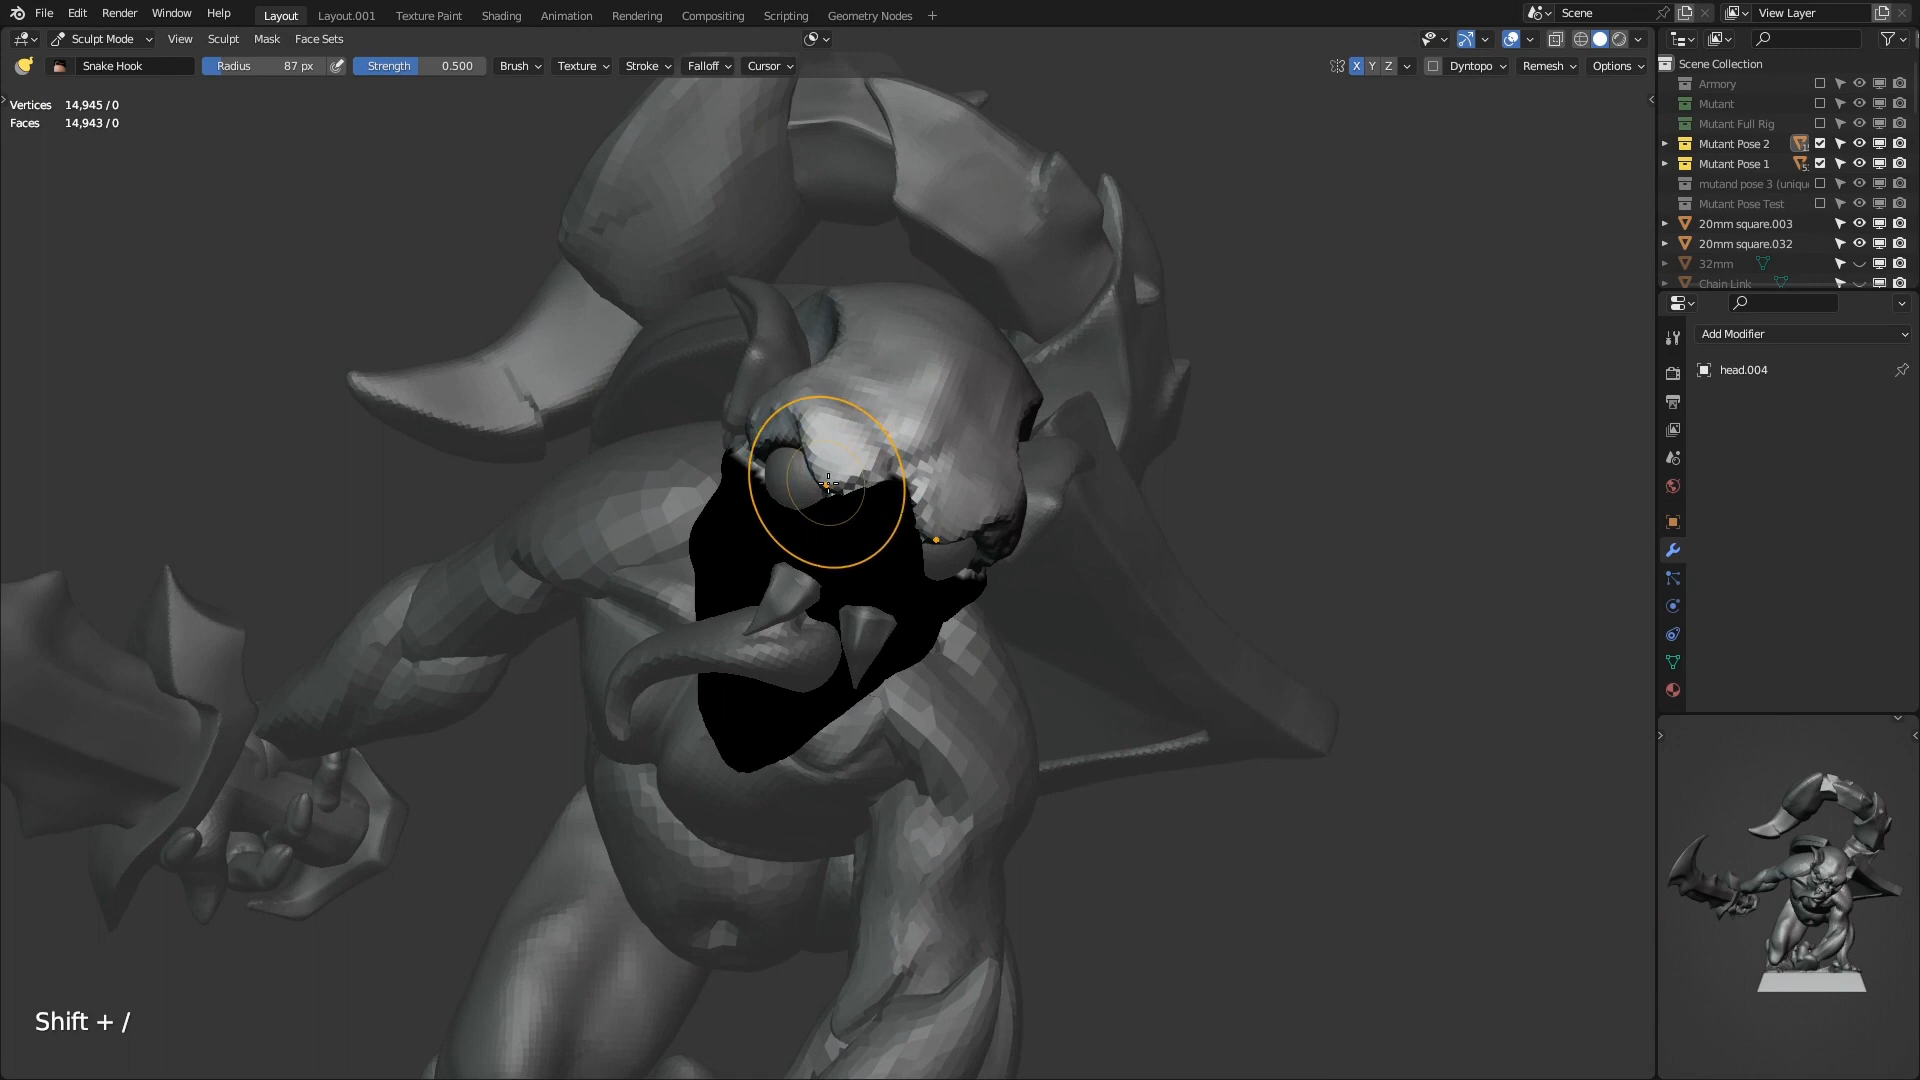 File Edit Render Window Help Layout Layout.001 Texture Paint Shading Animation Rendering Compositing Scripting Geometry Nodes + Scene View Layer
Sculpt Mode View Sculpt Mask Face Sets
Snake Hook Radius 87 px Strength 0.500 Brush Texture Stroke Falloff Cursor X Y Z Dyntopo Remesh Options
Vertices 14,945 / 0
Faces 14,943 / 0
Scene Collection
Armory
Mutant
Mutant Full Rig
Mutant Pose 2
Mutant Pose 1
mutand pose 3 (uniqu
Mutant Pose Test
20mm square.003
20mm square.032
32mm
Chain Link
Add Modifier
head.004
Shift + /